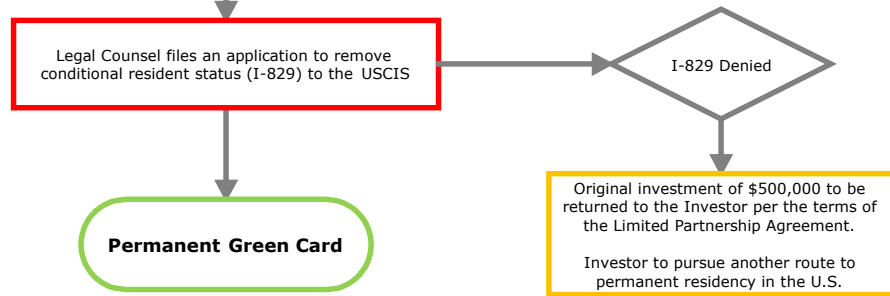 Legal Counsel files an application to remove
conditional resident status (I-829) to the USCIS
I-829 Denied
Permanent Green Card
Original investment of $500,000 to be
returned to the Investor per the terms of
the Limited Partnership Agreement.
Investor to pursue another route to
permanent residency in the U.S.